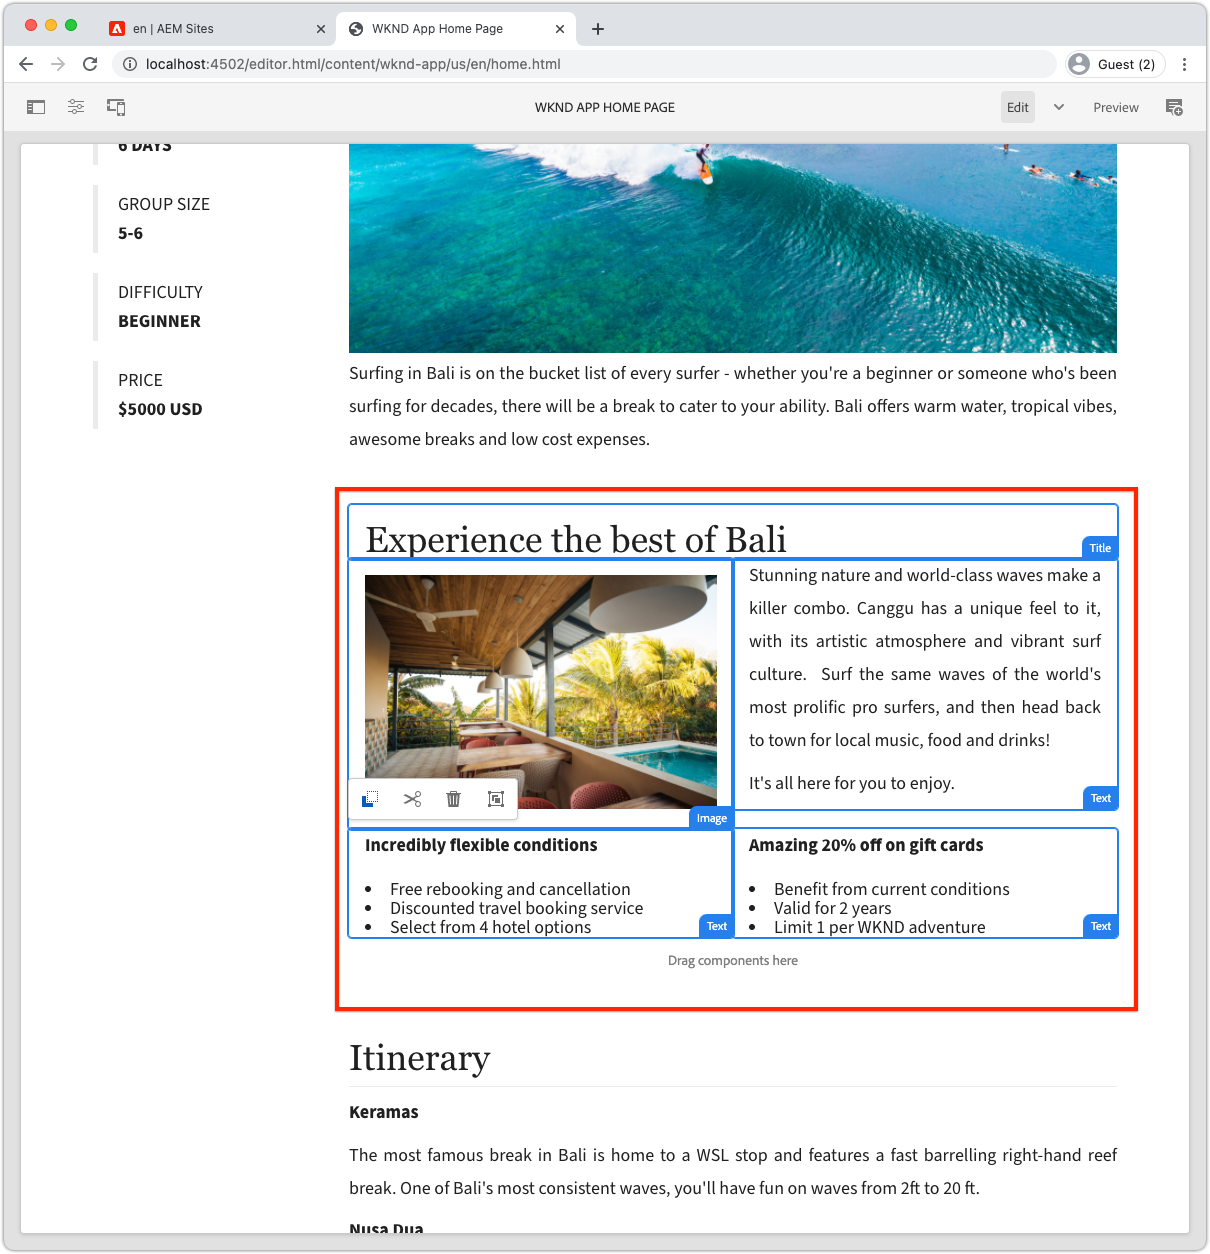 en | AEM Sites
WKND App Home Page
localhost:4502/editor.html/content/wknd-app/us/en/home.html
Guest (2)
WKND APP HOME PAGE
Edit
Preview
6 DAYS
GROUP SIZE
5-6
DIFFICULTY
BEGINNER
PRICE
$5000 USD
Surfing in Bali is on the bucket list of every surfer - whether you're a beginner or someone who's been
surfing for decades, there will be a break to cater to your ability. Bali offers warm water, tropical vibes,
awesome breaks and low cost expenses.
Experience the best of Bali
Title
Stunning nature and world-class waves make a
killer combo. Canggu has a unique feel to it,
with its artistic atmosphere and vibrant surf
culture.  Surf the same waves of the world's
most prolific pro surfers, and then head back
to town for local music, food and drinks!
It's all here for you to enjoy.
Text
Image
Incredibly flexible conditions
• Free rebooking and cancellation
• Discounted travel booking service
• Select from 4 hotel options
Text
Amazing 20% off on gift cards
• Benefit from current conditions
• Valid for 2 years
• Limit 1 per WKND adventure
Text
Drag components here
Itinerary
Keramas
The most famous break in Bali is home to a WSL stop and features a fast barrelling right-hand reef
break. One of Bali's most consistent waves, you'll have fun on waves from 2ft to 20 ft.
Nusa Dua